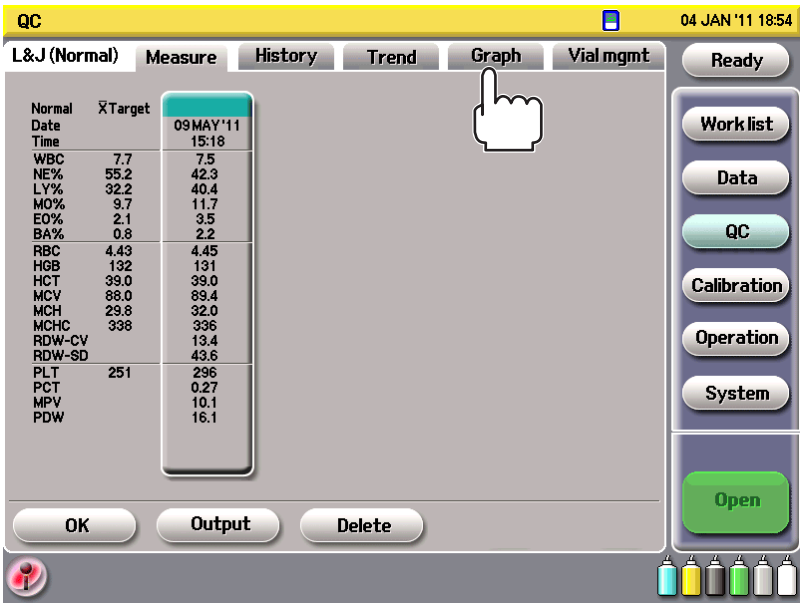 QC 04 JAN '11 18:54
L&J (Normal) Measure History Trend Graph Vial mgmt Ready
Normal X̄Target
Date 09 MAY '11
Time 15:18
WBC 7.7 7.5
NE% 55.2 42.3
LY% 32.2 40.4
MO% 9.7 11.7
EO% 2.1 3.5
BA% 0.8 2.2
RBC 4.43 4.45
HGB 132 131
HCT 39.0 39.0
MCV 88.0 89.4
MCH 29.8 32.0
MCHC 338 336
RDW-CV 13.4
RDW-SD 43.6
PLT 251 296
PCT 0.27
MPV 10.1
PDW 16.1
OK Output Delete
Work list
Data
QC
Calibration
Operation
System
Open